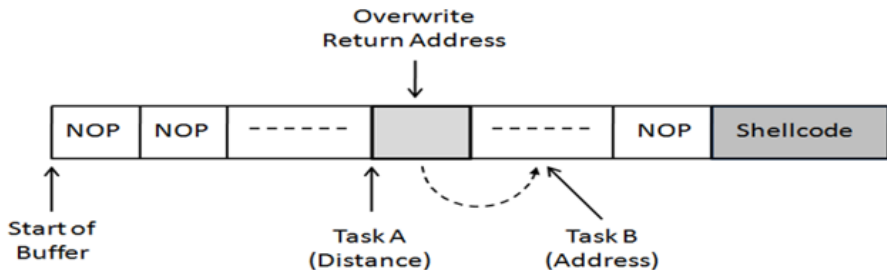 Overwrite
Return Address
NOP NOP ------ ------ NOP Shellcode
Start of
Buffer
Task A
(Distance)
Task B
(Address)